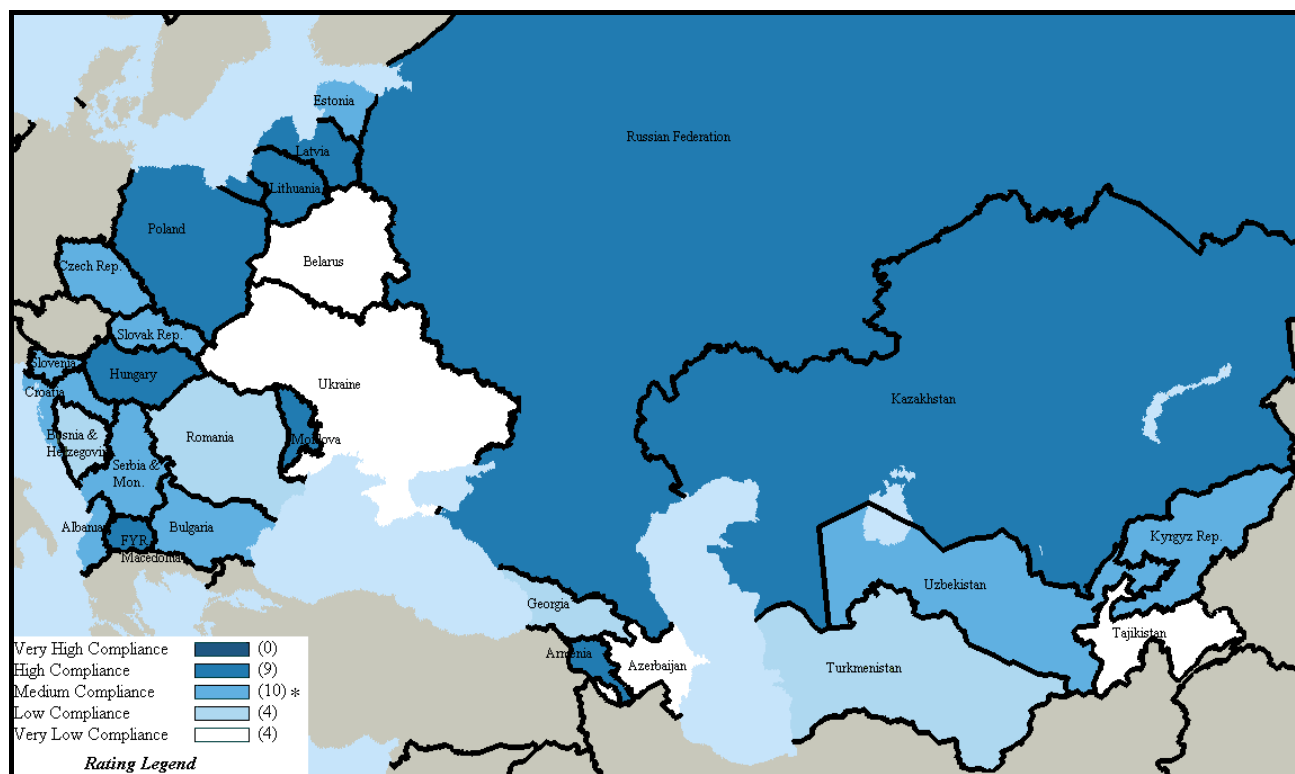 Estonia
Russian Federation
Latvia
Lithuania
Poland
Belarus
Czech Rep.
Slovak Rep.
Slovenia
Hungary
Ukraine
Croatia
Kazakhstan
Bosnia &
Herzegovin
Romania
Moldova
Serbia &
Mon.
Albania
FYR
Macedonia
Bulgaria
Kyrgyz Rep.
Uzbekistan
Georgia
Tajikistan
Armenia
Azerbaijan
Turkmenistan
Very High Compliance (0)
High Compliance (9)
Medium Compliance (10) *
Low Compliance (4)
Very Low Compliance (4)
Rating Legend